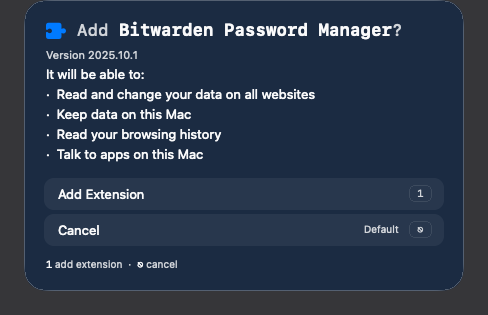 Add Bitwarden Password Manager?
Version 2025.10.1
It will be able to:
· Read and change your data on all websites
· Keep data on this Mac
· Read your browsing history
· Talk to apps on this Mac
Add Extension 1
Cancel Default ⎋
1 add extension · ⎋ cancel